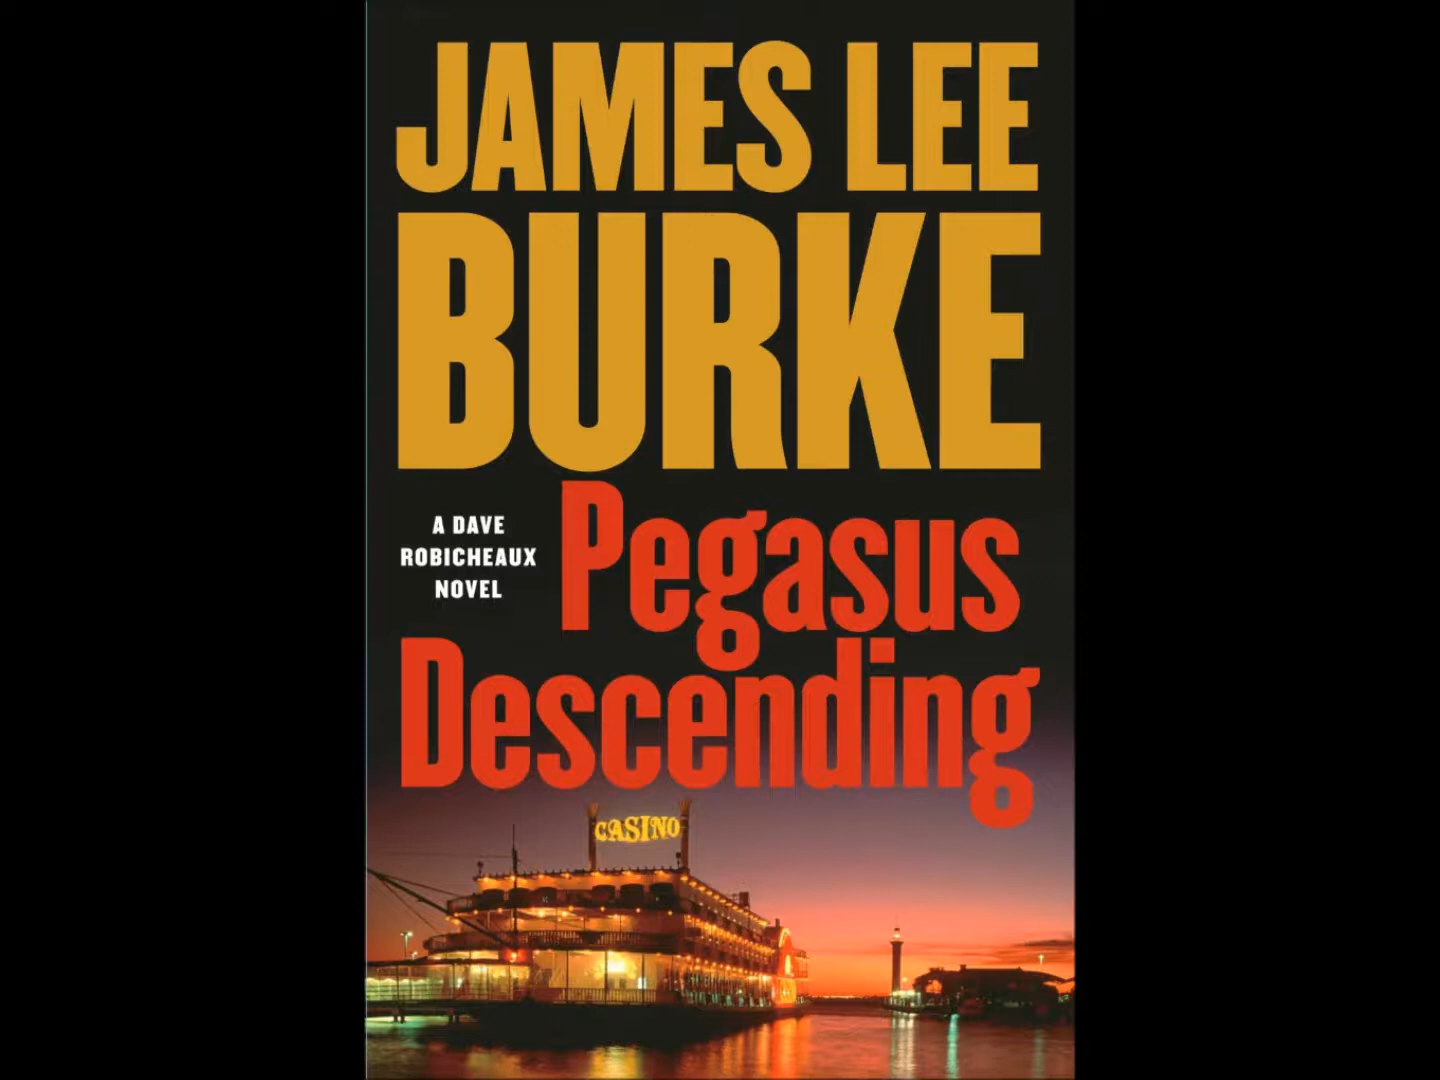 JAMES LEE
BURKE
A DAVE
ROBICHEAUX
NOVEL
Pegasus
Descending
CASINO